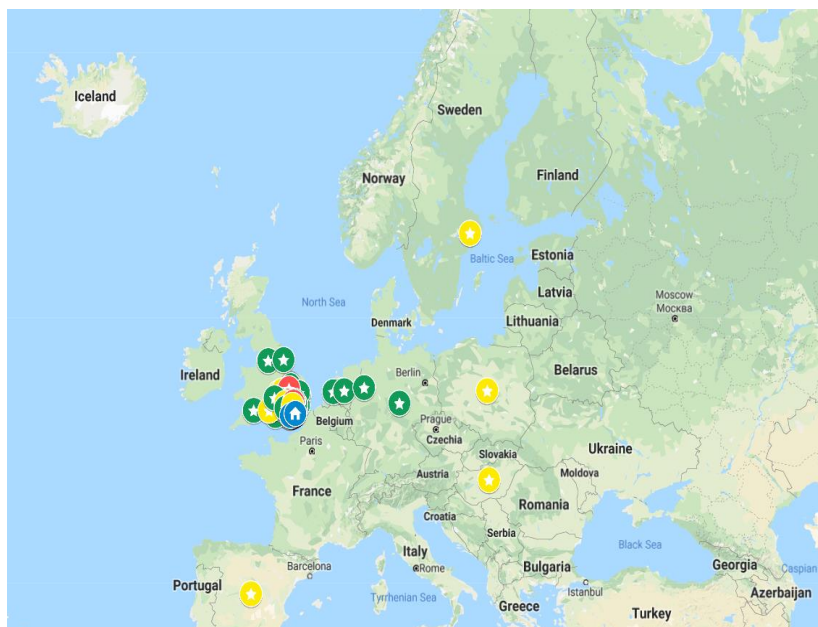 Iceland
Sweden
Finland
Norway
Estonia
Baltic Sea
Latvia
Moscow
Москва
North Sea
Denmark
Lithuania
Ireland
Berlin
Belarus
Belgium
Prague
Czechia
Paris
Ukraine
Slovakia
Moldova
Austria
France
Romania
Croatia
Serbia
Black Sea
Italy
Barcelona
Rome
Bulgaria
Georgia
Caspian
Portugal
Istanbul
Azerbaijan
Tyrrhenian Sea
Greece
Turkey